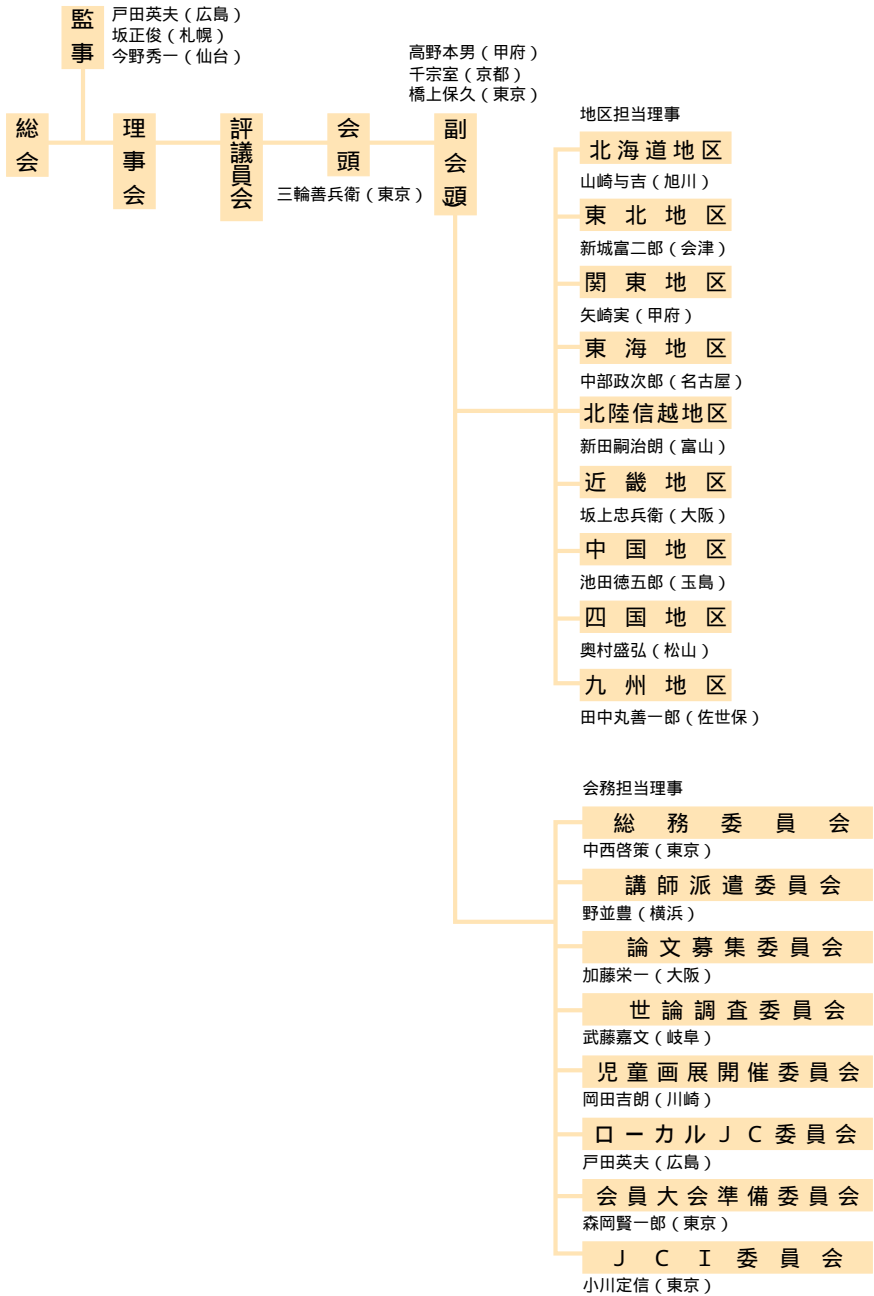 監事
戸田英夫（広島）
坂正俊（札幌）
今野秀一（仙台）
総会
理事会
評議員会
会頭
三輪善兵衛（東京）
高野本男（甲府）
千宗室（京都）
橋上保久（東京）
副会頭
地区担当理事
北海道地区
山崎与吉（旭川）
東北地区
新城富二郎（会津）
関東地区
矢崎実（甲府）
東海地区
中部政次郎（名古屋）
北陸信越地区
新田嗣治朗（富山）
近畿地区
坂上忠兵衛（大阪）
中国地区
池田徳五郎（玉島）
四国地区
奥村盛弘（松山）
九州地区
田中丸善一郎（佐世保）
会務担当理事
総務委員会
中西啓策（東京）
講師派遣委員会
野並豊（横浜）
論文募集委員会
加藤栄一（大阪）
世論調査委員会
武藤嘉文（岐阜）
児童画展開催委員会
岡田吉朗（川崎）
ローカルＪＣ委員会
戸田英夫（広島）
会員大会準備委員会
森岡賢一郎（東京）
ＪＣＩ委員会
小川定信（東京）